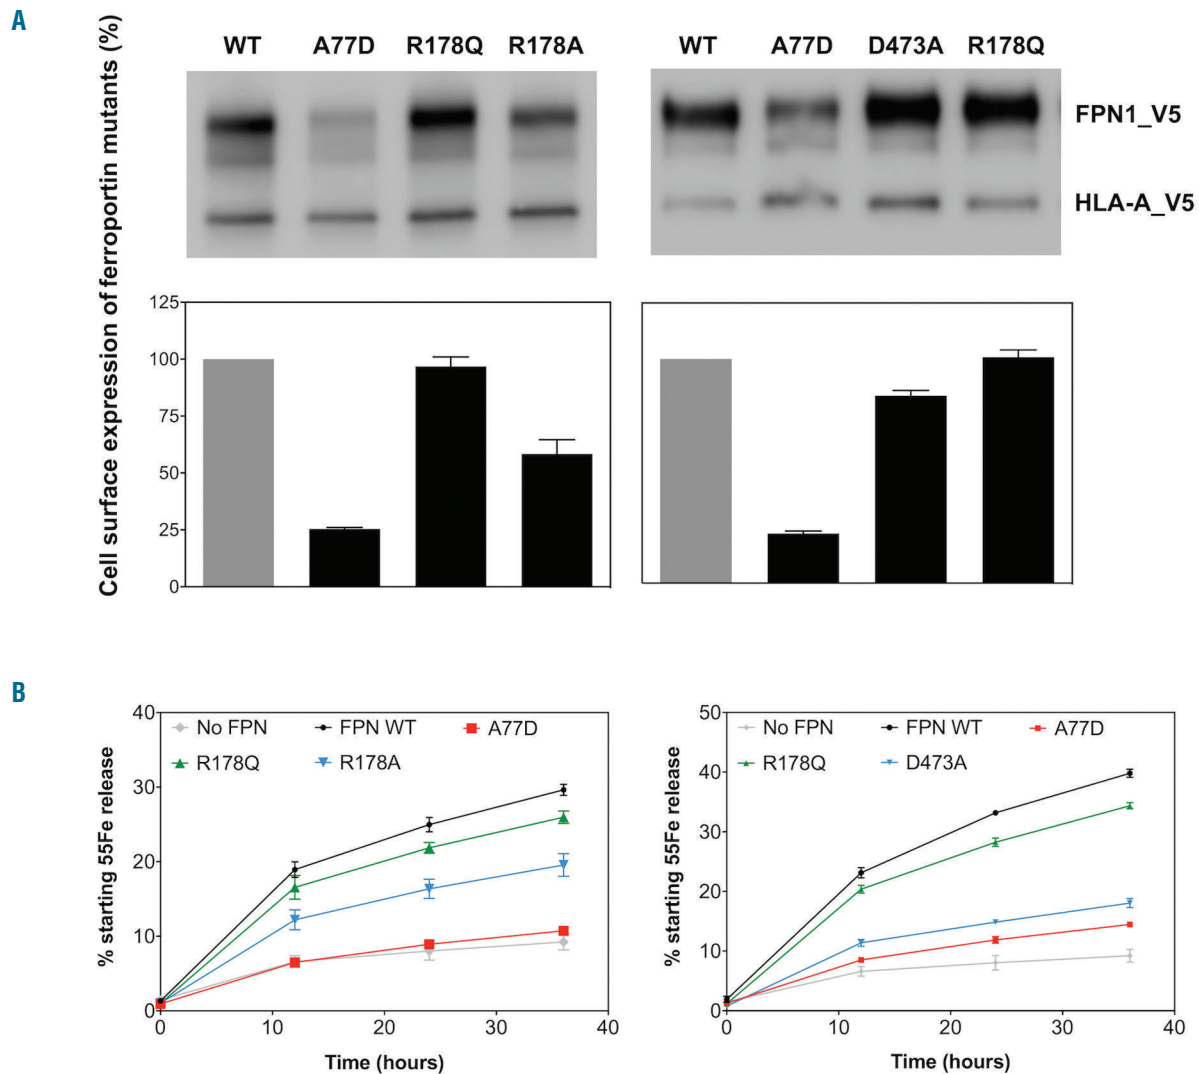 A
Cell surface expression of ferroportin mutants (%)
WT A77D R178Q R178A
WT A77D D473A R178Q
FPN1_V5
HLA-A_V5
125
100
75
50
25
0
B
% starting 55Fe release
40
30
20
10
0
No FPN FPN WT A77D
R178Q R178A
0 10 20 30 40
Time (hours)
% starting 55Fe release
50
40
30
20
10
0
No FPN FPN WT A77D
R178Q D473A
0 10 20 30 40
Time (hours)